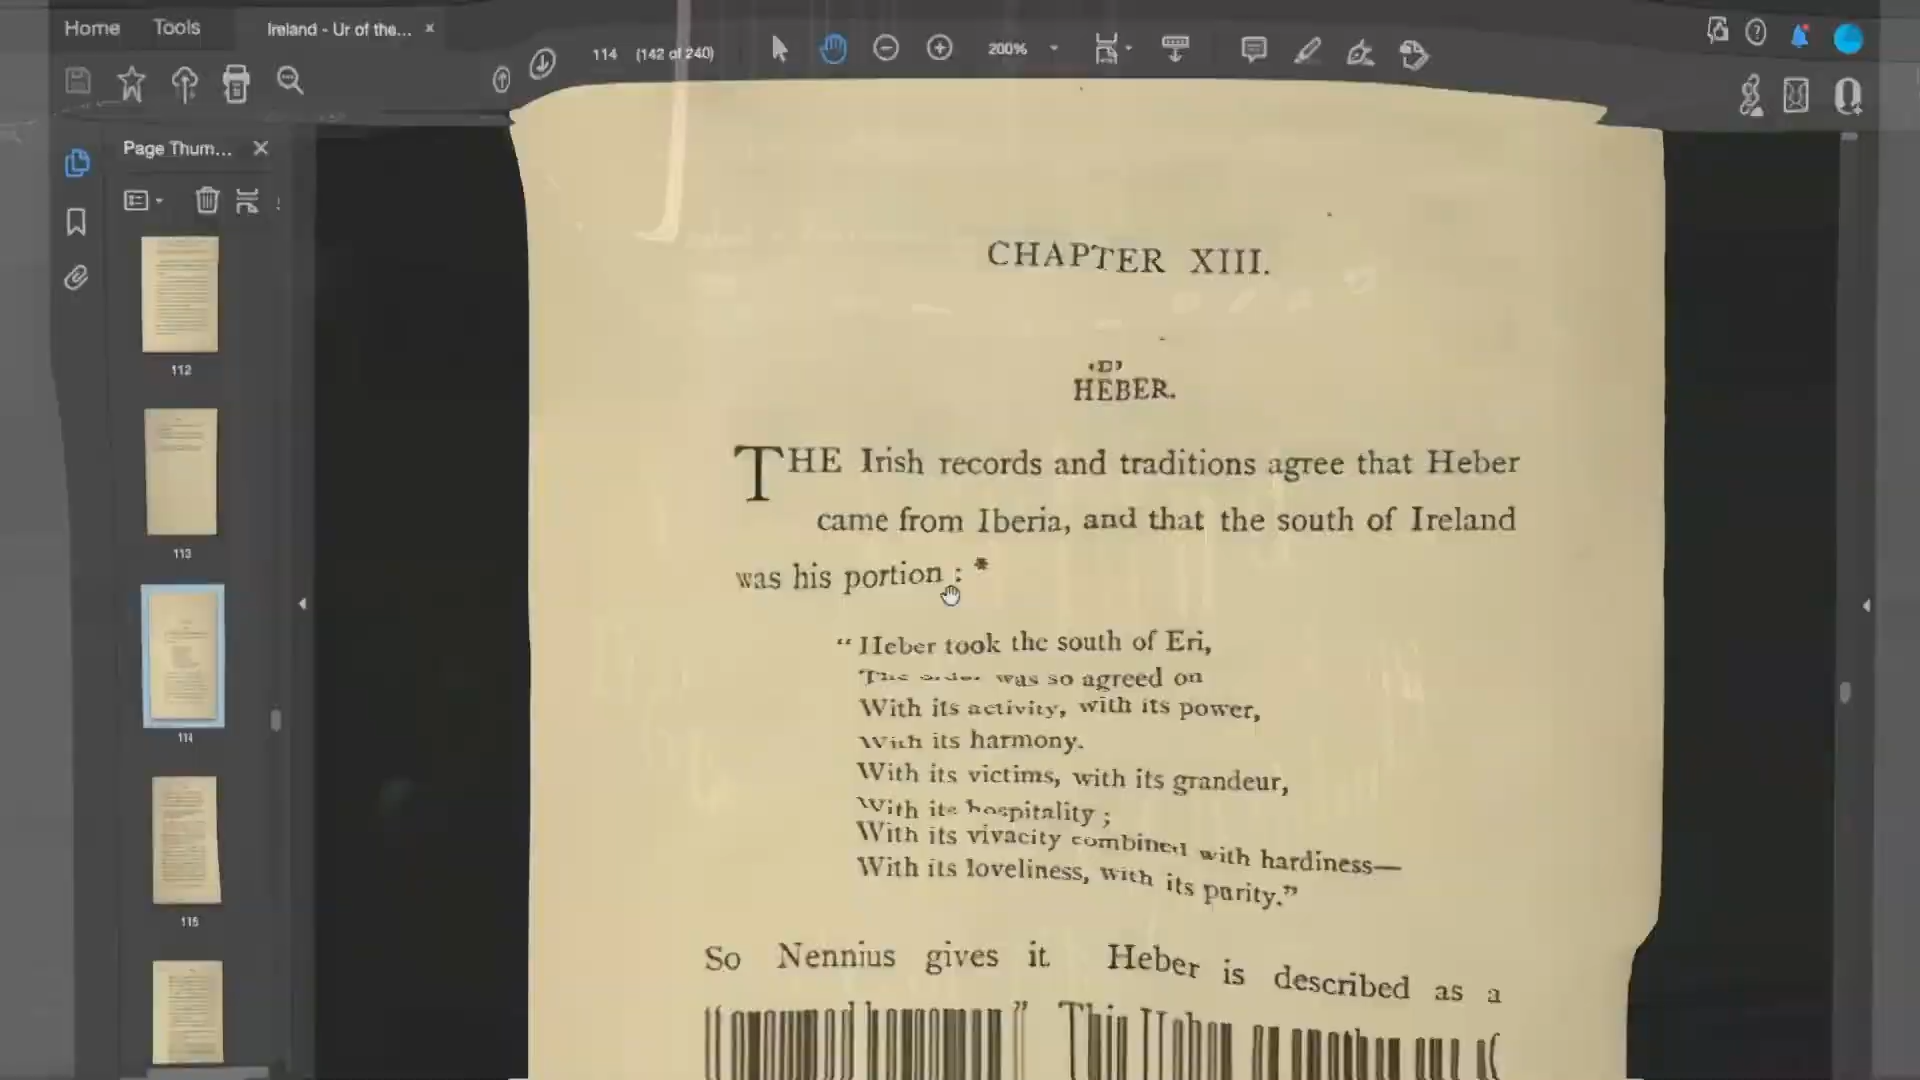 Home Tools Ireland - Ur of the...
114 (142 of 240) 200%
Page Thum...
112
113
114
115
CHAPTER XIII.
HEBER.
THE Irish records and traditions agree that Heber
came from Iberia, and that the south of Ireland
was his portion : *
"Heber took the south of Eri,
was so agreed on
With its activity, with its power,
With its harmony.
With its victims, with its grandeur,
With its hospitality ;
With its vivacity combined with hardiness—
With its loveliness, with its purity."
So Nennius gives it Heber is described as a
" This